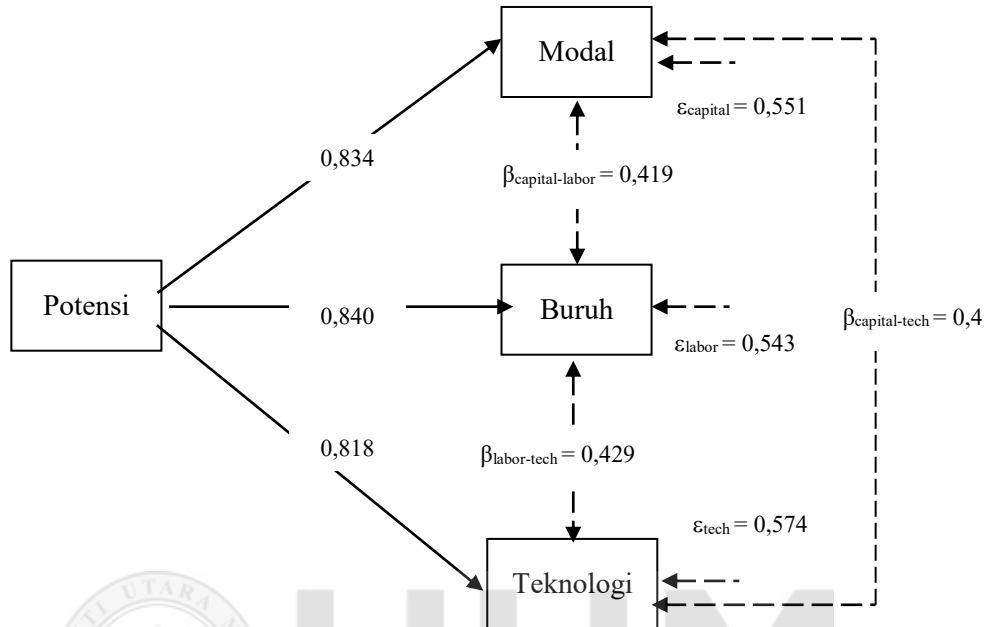 Modal
εcapital = 0,551
0,834
βcapital-labor = 0,419
Potensi
Buruh
0,840
εlabor = 0,543
βcapital-tech = 0,4
0,818
βlabor-tech = 0,429
εtech = 0,574
Teknologi
UTARA